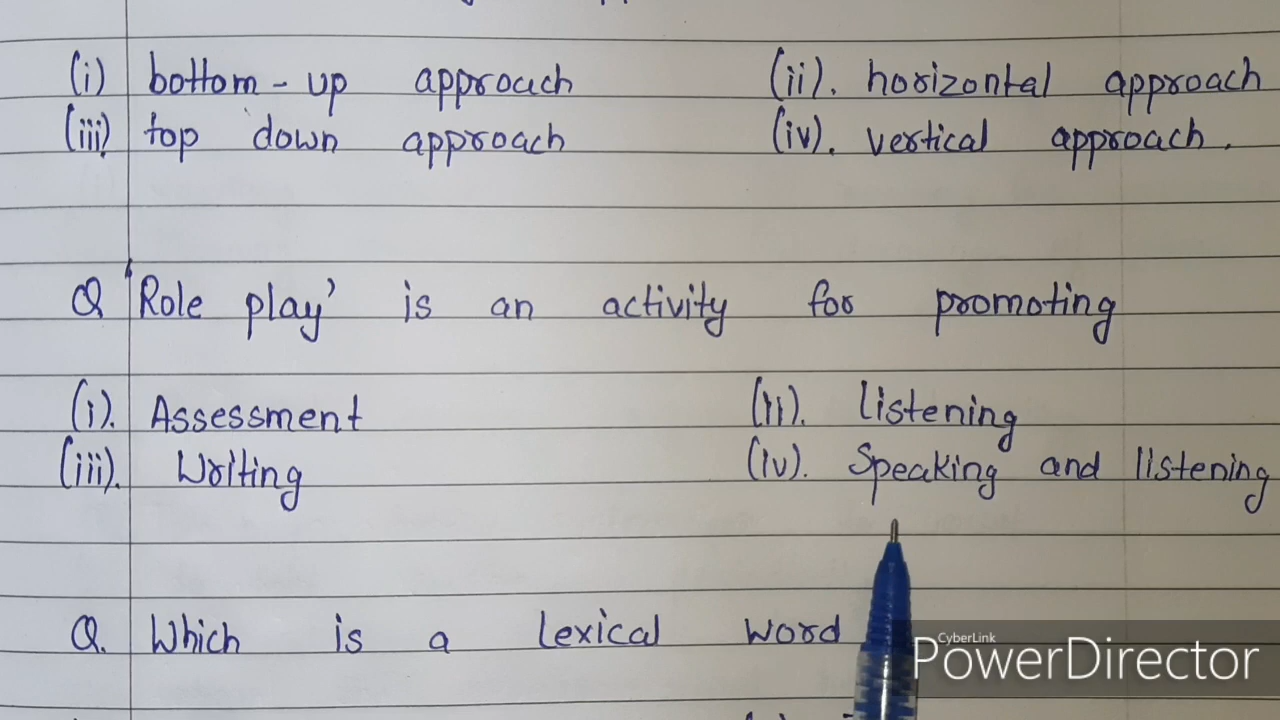 (i) bottom-up approach (ii). horizontal approach
(iii) top down approach (iv). vertical approach.
Q 'Role play' is an activity for promoting
(i). Assessment (ii). listening
(iii). Writing (iv). Speaking and listening
Q. Which is a lexical word
CyberLink
PowerDirector